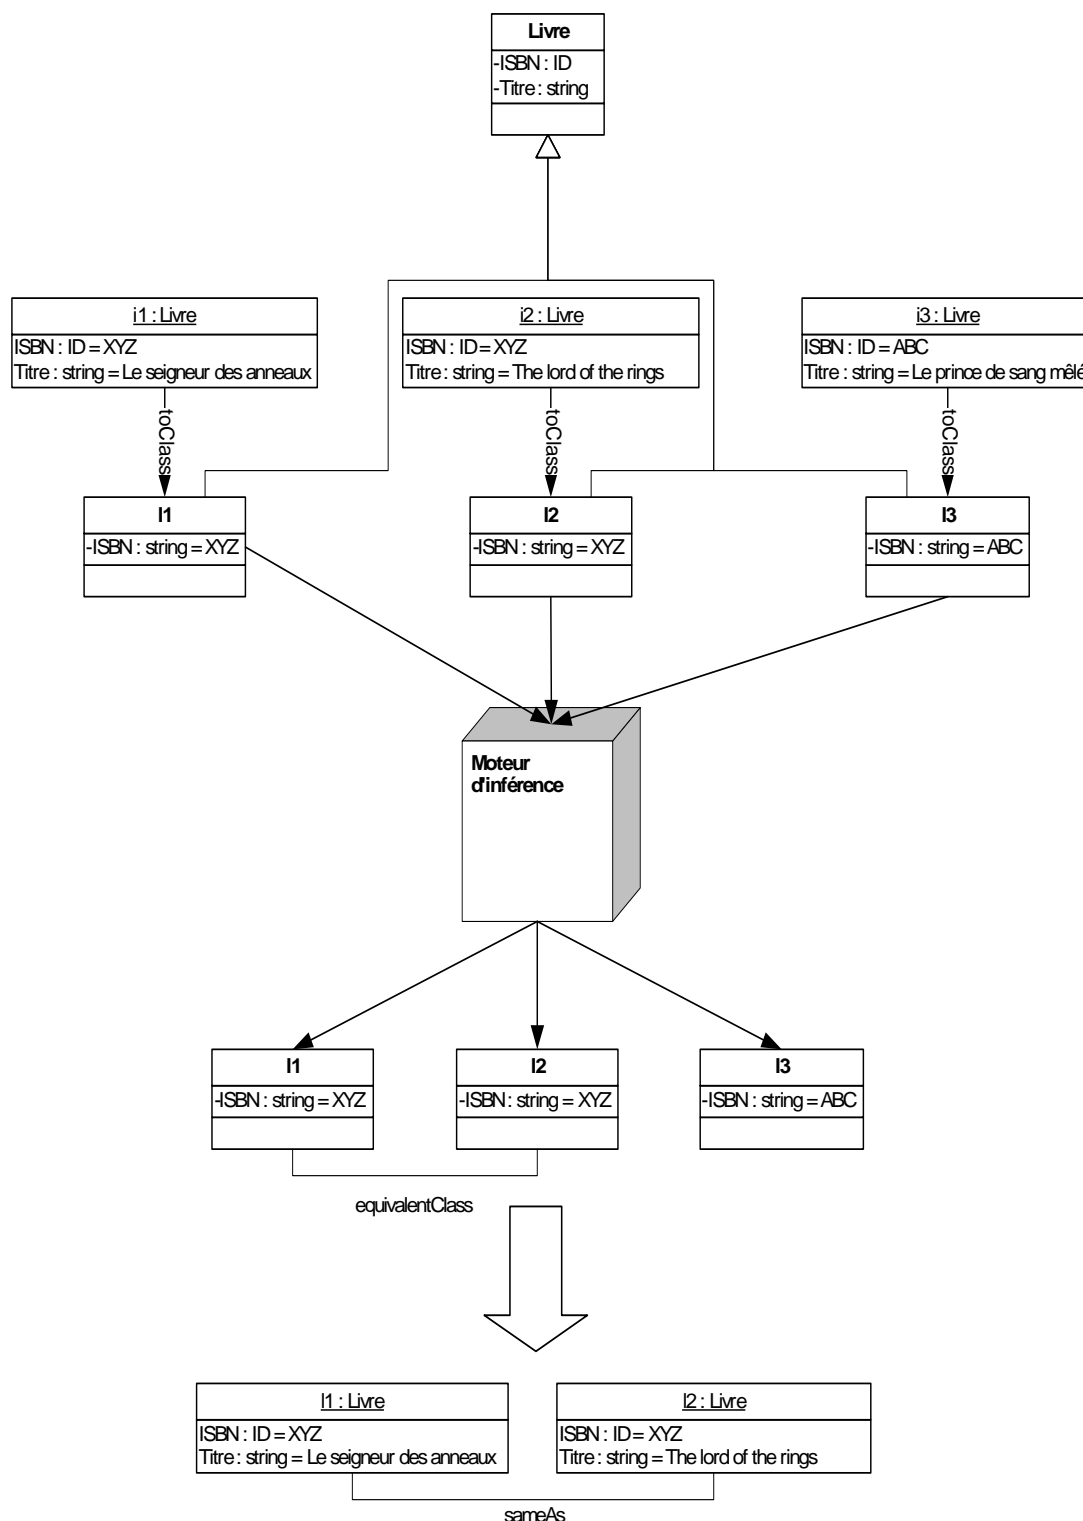 Livre
-ISBN : ID
-Titre : string
i1 : Livre
ISBN : ID = XYZ
Titre : string = Le seigneur des anneaux
i2 : Livre
ISBN : ID = XYZ
Titre : string = The lord of the rings
i3 : Livre
ISBN : ID = ABC
Titre : string = Le prince de sang mêlé
toClass
toClass
toClass
I1
-ISBN : string = XYZ
I2
-ISBN : string = XYZ
I3
-ISBN : string = ABC
Moteur
d'inférence
I1
-ISBN : string = XYZ
I2
-ISBN : string = XYZ
I3
-ISBN : string = ABC
equivalentClass
I1 : Livre
ISBN : ID = XYZ
Titre : string = Le seigneur des anneaux
I2 : Livre
ISBN : ID = XYZ
Titre : string = The lord of the rings
sameAs